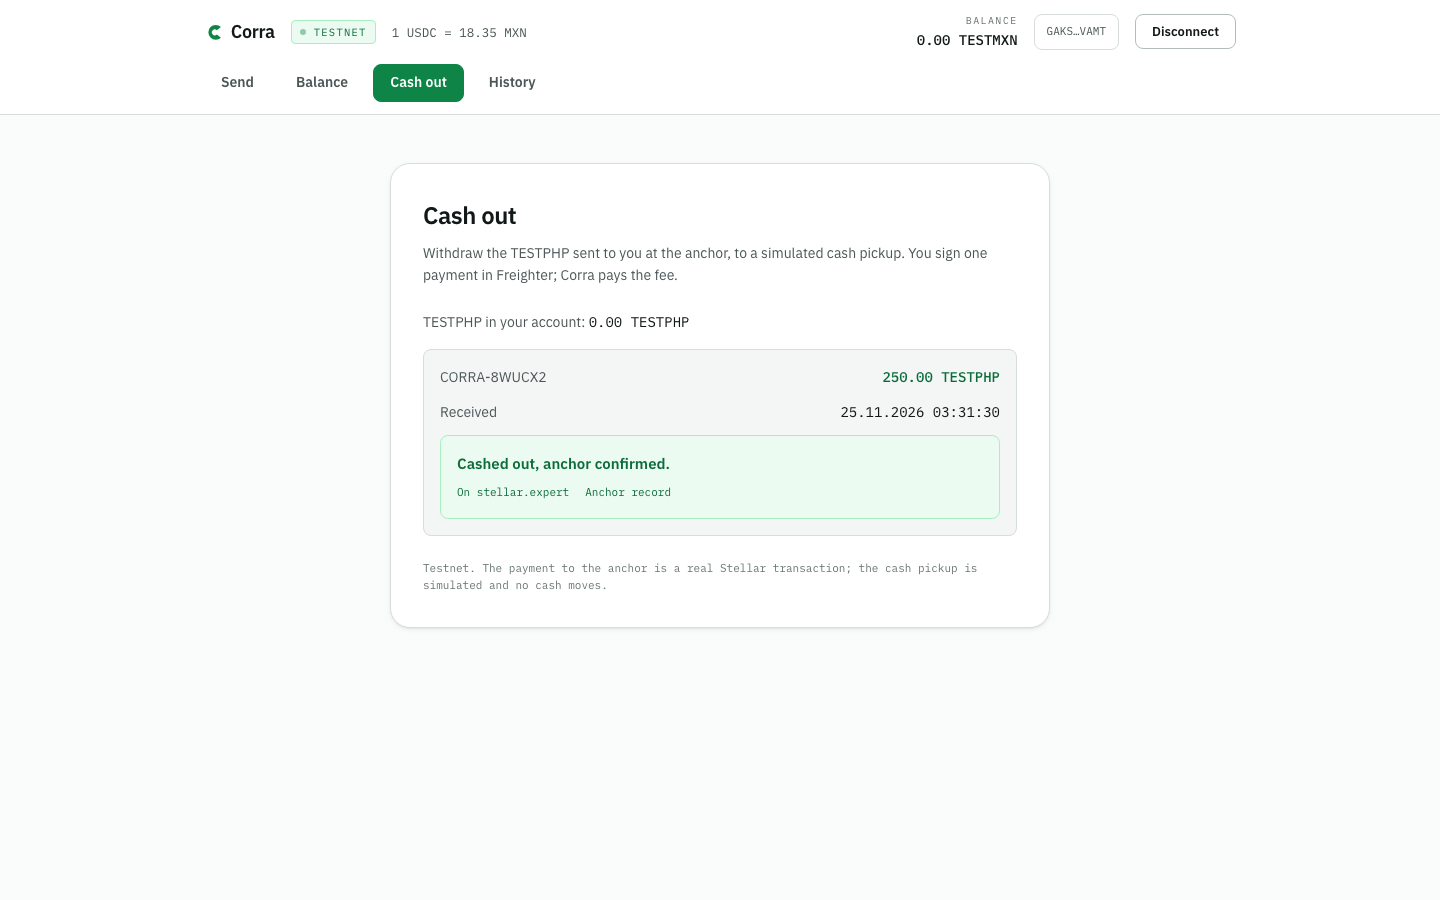 Corra
TESTNET
1 USDC = 18.35 MXN
BALANCE
0.00 TESTMXN
GAKS…VAMT
Disconnect
Send
Balance
Cash out
History
Cash out
Withdraw the TESTPHP sent to you at the anchor, to a simulated cash pickup. You sign one
payment in Freighter; Corra pays the fee.
TESTPHP in your account: 0.00 TESTPHP
CORRA-8WUCX2
250.00 TESTPHP
Received
25.11.2026 03:31:30
Cashed out, anchor confirmed.
On stellar.expert
Anchor record
Testnet. The payment to the anchor is a real Stellar transaction; the cash pickup is
simulated and no cash moves.